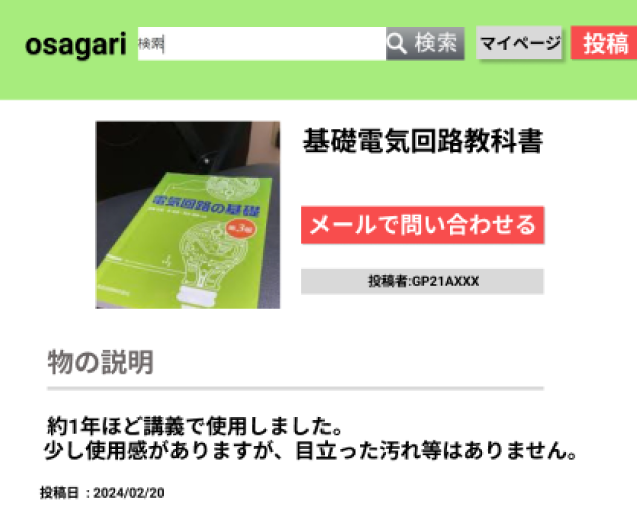 osagari 検索 検索 マイページ 投稿
基礎電気回路教科書
電気回路の基礎
第3版
メールで問い合わせる
投稿者:GP21AXXX
物の説明
約1年ほど講義で使用しました。
少し使用感がありますが、目立った汚れ等はありません。
投稿日 : 2024/02/20